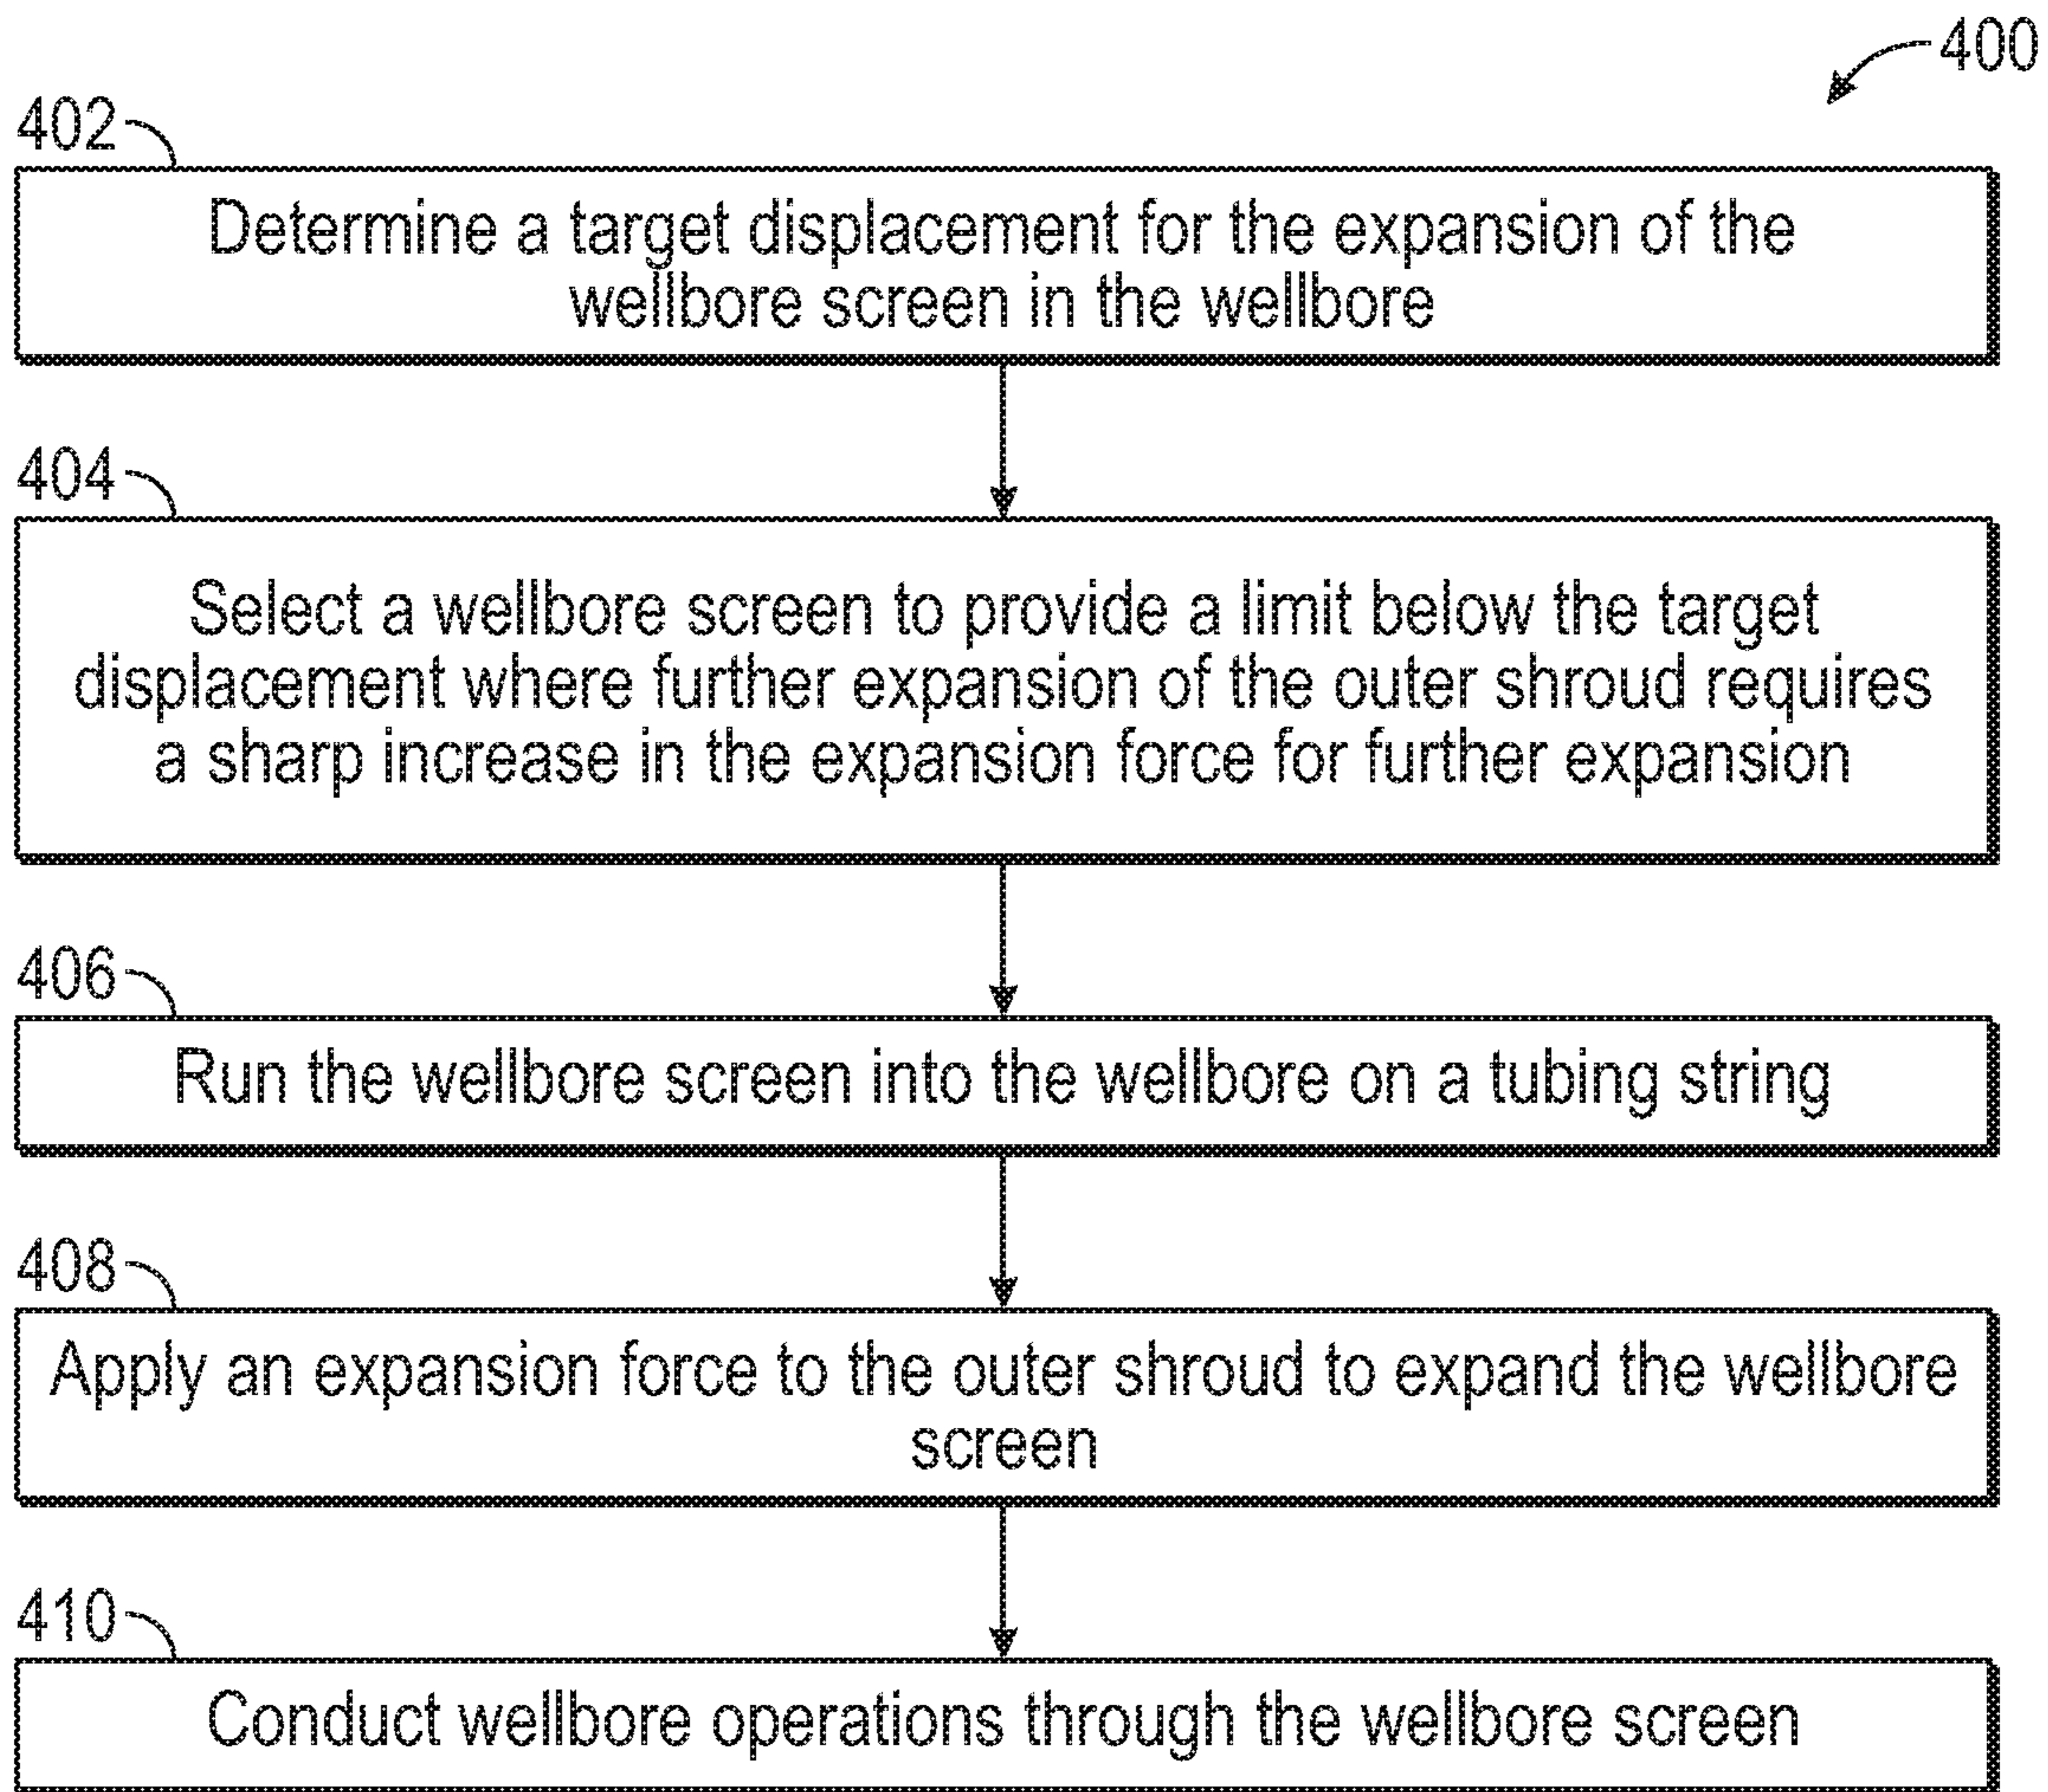 400
402
Determine a target displacement for the expansion of the
wellbore screen in the wellbore
404
Select a wellbore screen to provide a limit below the target
displacement where further expansion of the outer shroud requires
a sharp increase in the expansion force for further expansion
406
Run the wellbore screen into the wellbore on a tubing string
408
Apply an expansion force to the outer shroud to expand the wellbore
screen
410
Conduct wellbore operations through the wellbore screen